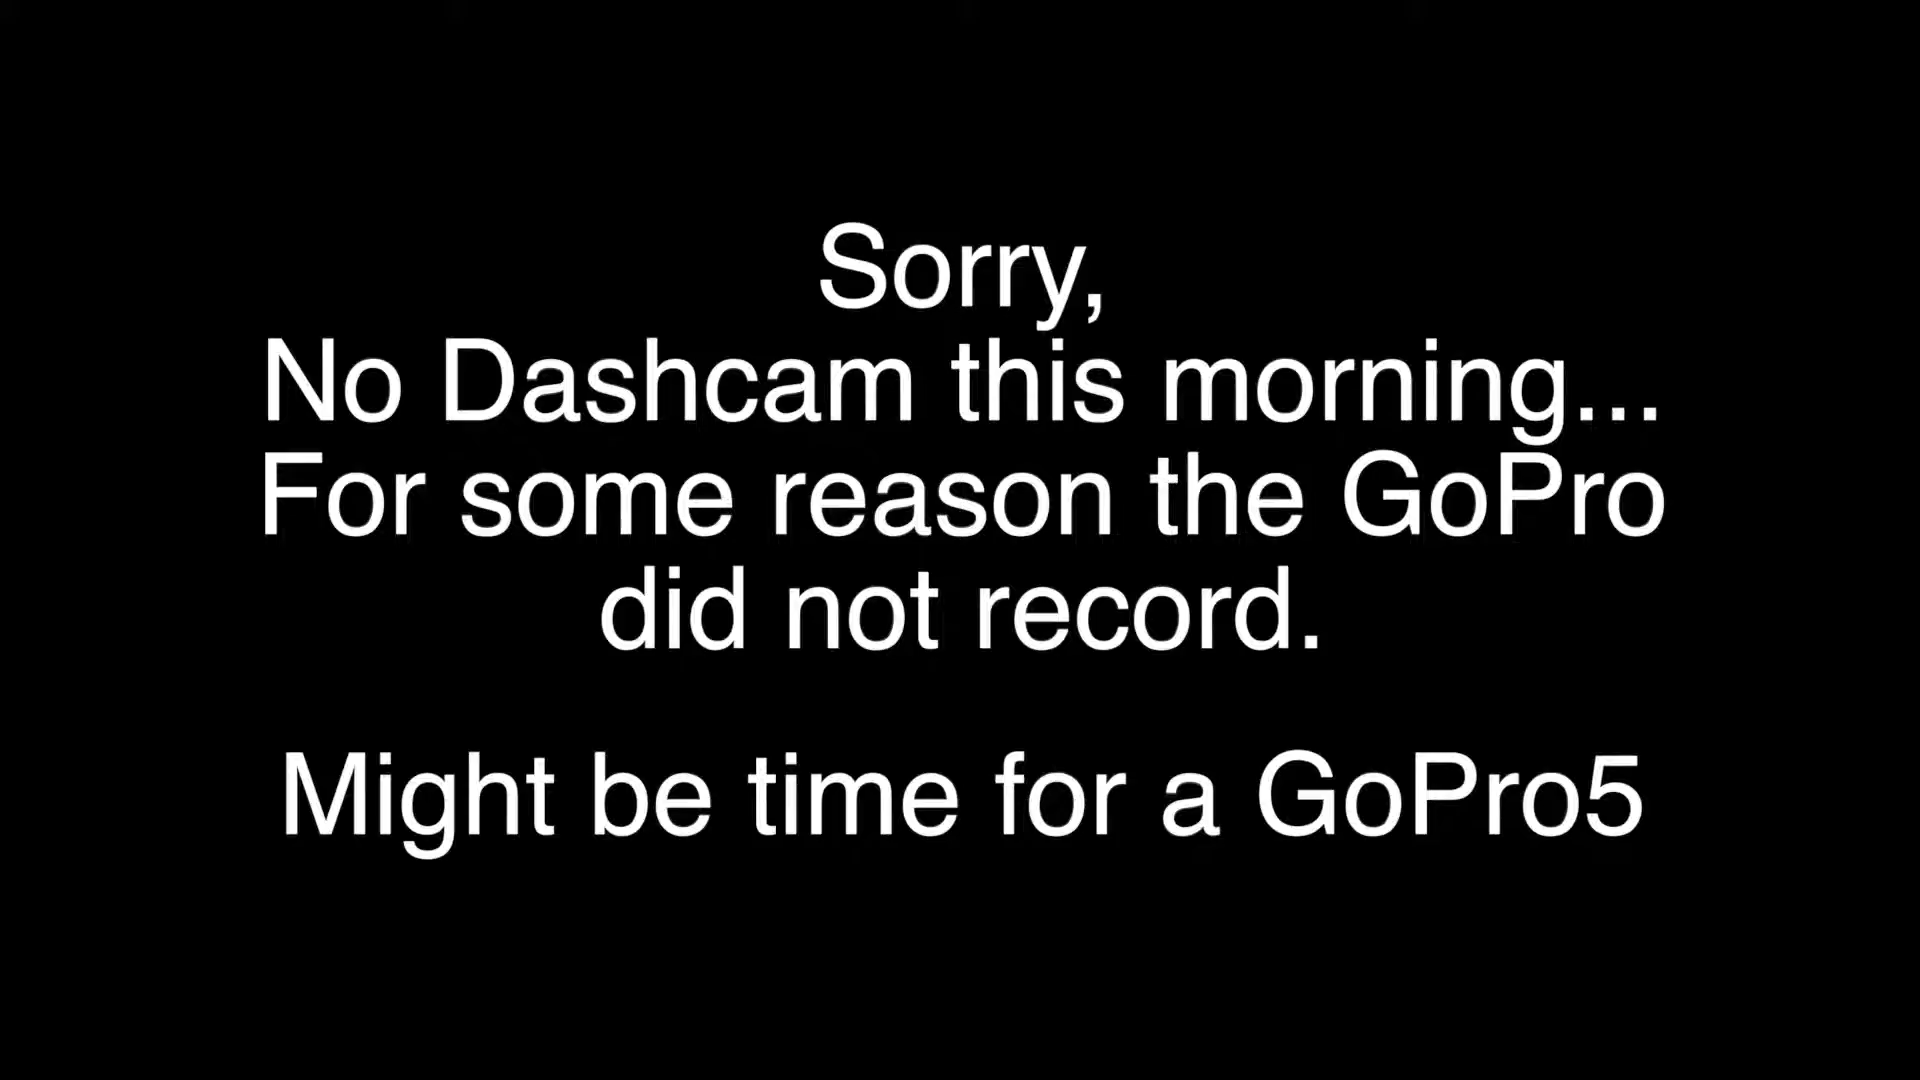 Sorry,
No Dashcam this morning...
For some reason the GoPro
did not record.
Might be time for a GoPro5